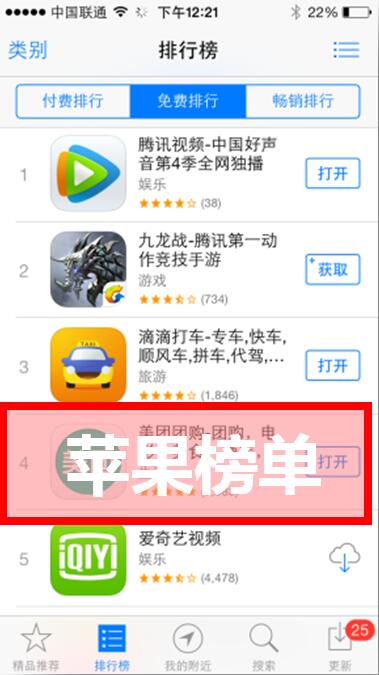 中国联通 下午12:21 22%
类别 排行榜
付费排行 免费排行 畅销排行
1
腾讯视频-中国好声
音第4季全网独播
娱乐
(38)
打开
2
九龙战-腾讯第一动
作竞技手游
游戏
(734)
+获取
TAXI
3
滴滴打车-专车,快车,
顺风车,拼车,代驾,...
旅游
(1,846)
打开
4
美团团购-团购，电
苹果榜单
打开
5
iQIYI
爱奇艺视频
娱乐
(4,478)
精品推荐 排行榜 我的附近 搜索 更新
25